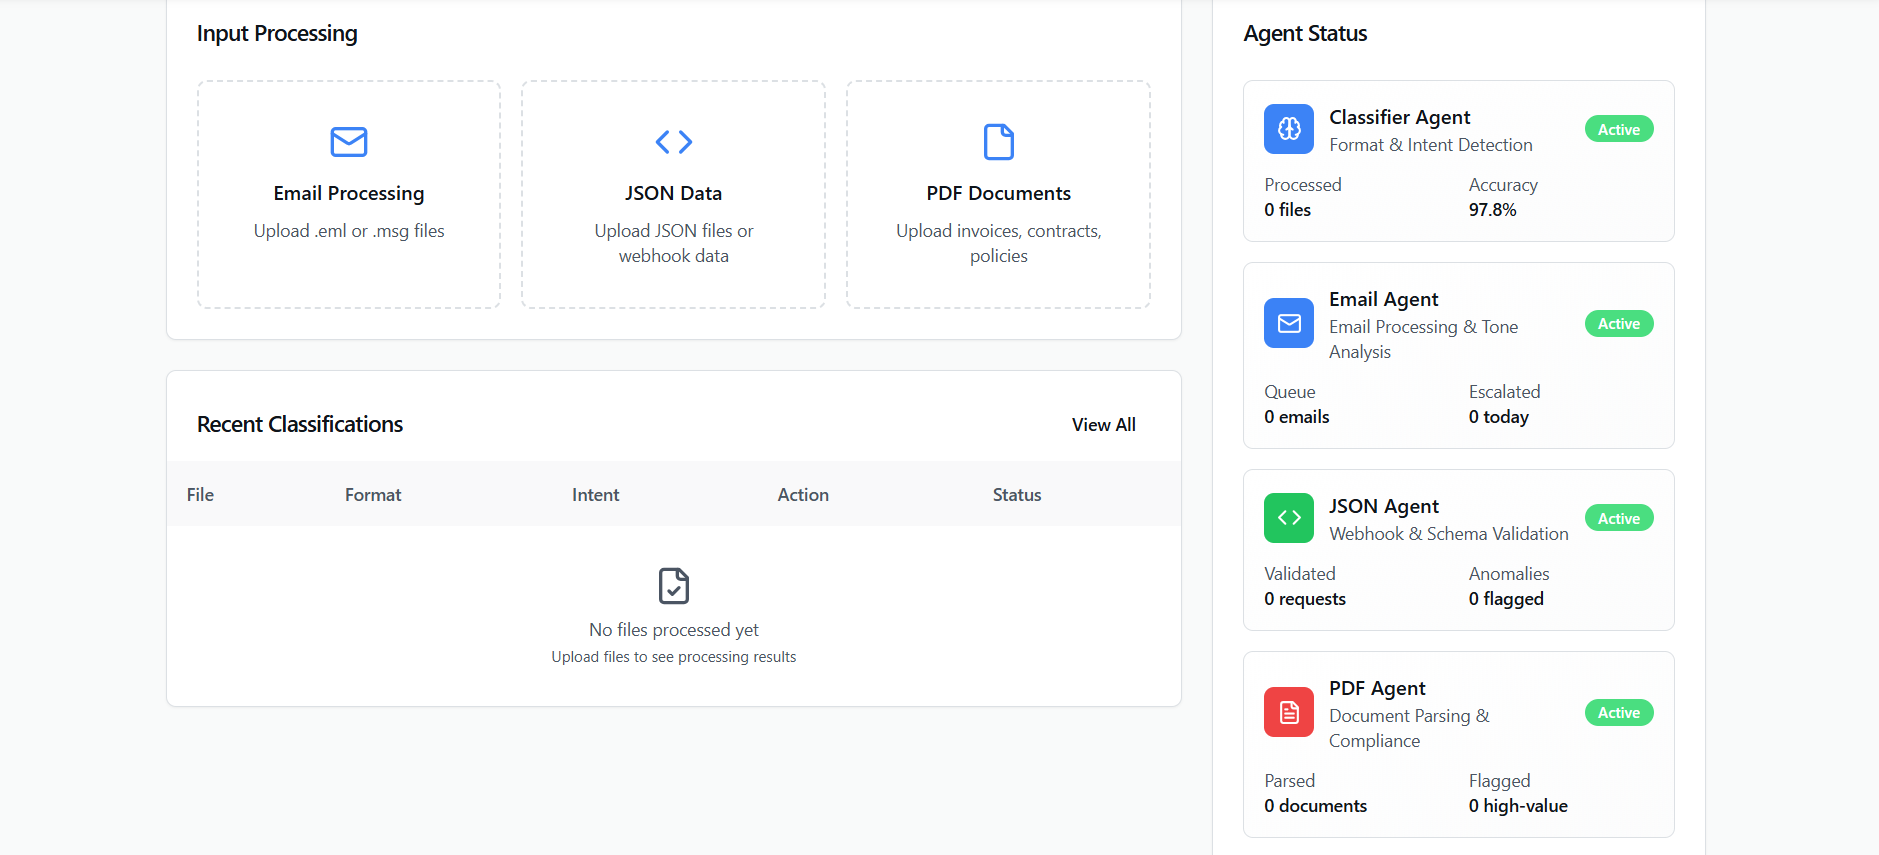 Input Processing
Email Processing
Upload .eml or .msg files
JSON Data
Upload JSON files or
webhook data
PDF Documents
Upload invoices, contracts,
policies
Recent Classifications
View All
File Format Intent Action Status
No files processed yet
Upload files to see processing results
Agent Status
Classifier Agent
Format & Intent Detection
Active
Processed Accuracy
0 files 97.8%
Email Agent
Email Processing & Tone
Analysis
Active
Queue Escalated
0 emails 0 today
JSON Agent
Webhook & Schema Validation
Active
Validated Anomalies
0 requests 0 flagged
PDF Agent
Document Parsing &
Compliance
Active
Parsed Flagged
0 documents 0 high-value